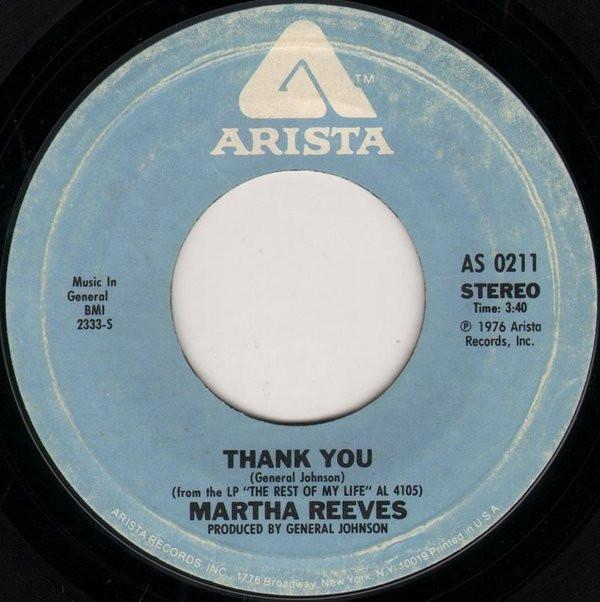 TM
ARISTA
Music In
General
BMI
2333-S
AS 0211
STEREO
Time: 3:40
℗ 1976 Arista
Records, Inc.
THANK YOU
(General Johnson)
(from the LP "THE REST OF MY LIFE" AL 4105)
MARTHA REEVES
PRODUCED BY GENERAL JOHNSON
ARISTA RECORDS, INC. · 1776 Broadway, New York, N.Y. 10019 Printed in U.S.A.